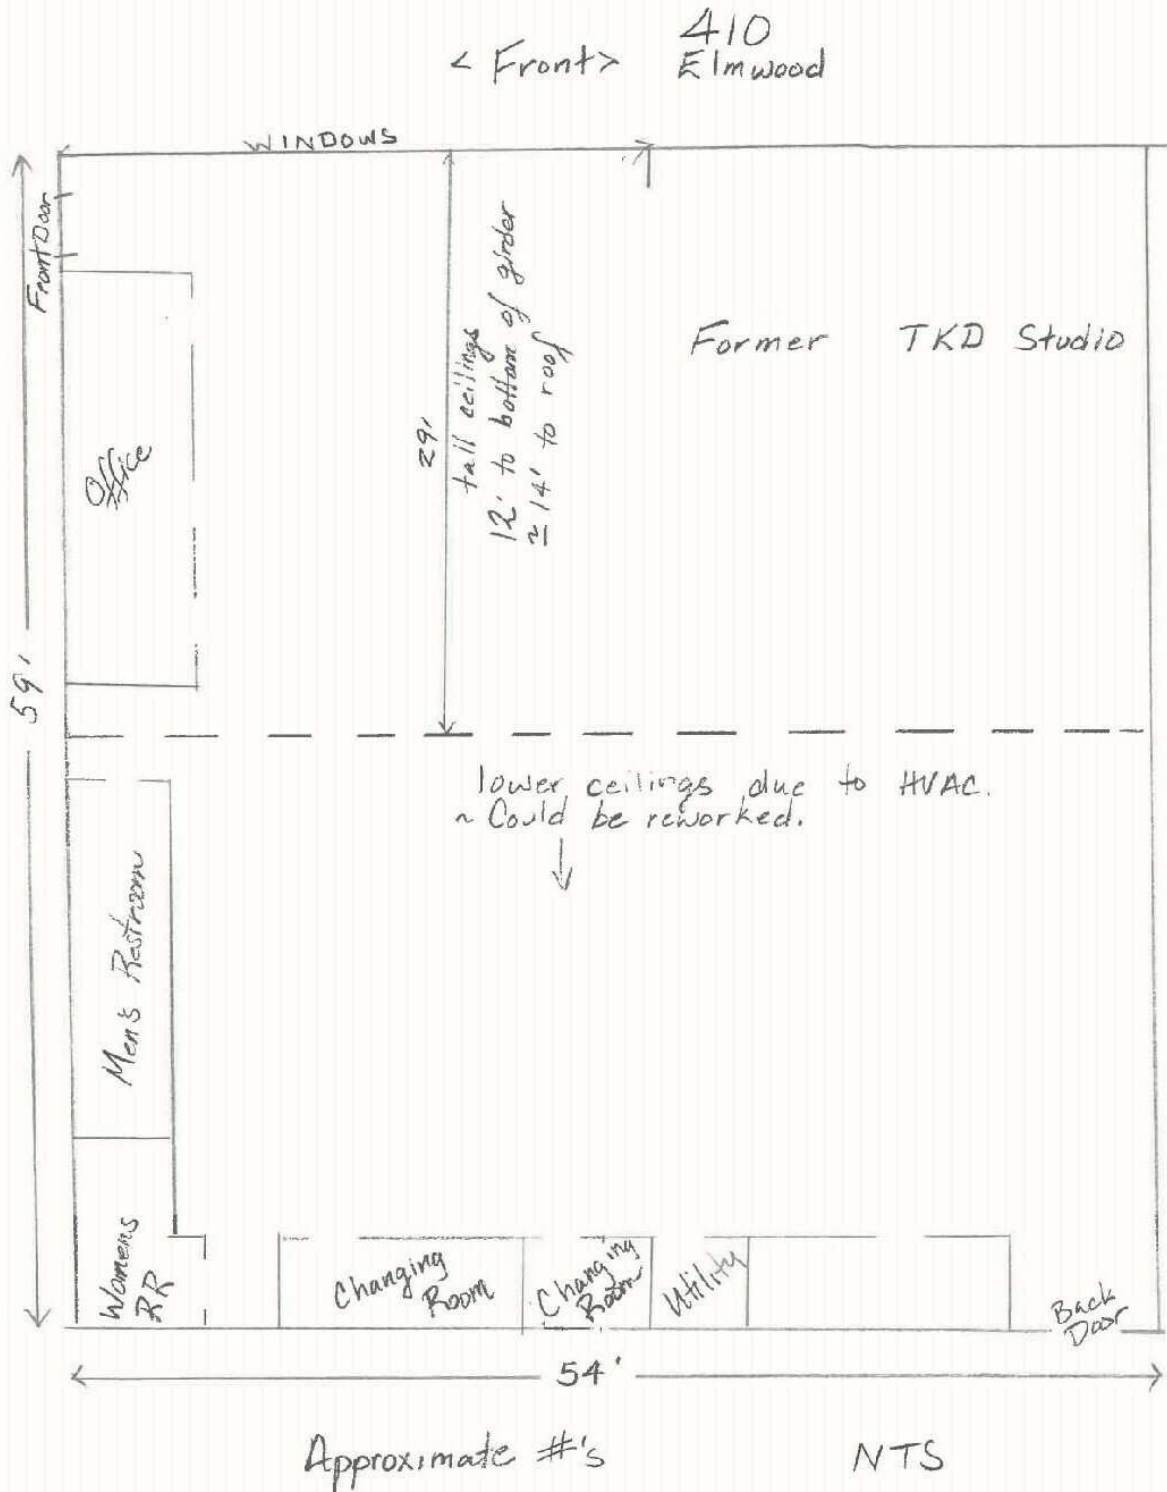 410
< Front > Elmwood
WINDOWS
Front Door
Office
29'
tall ceilings
12' to bottom of girder
≃ 14' to roof
Former TKD Studio
59'
lower ceilings due to HVAC.
~ Could be reworked.
Men's Restroom
Womens
RR
Changing
Room
Changing
Room
Utility
Back
Door
54'
Approximate #'s
NTS